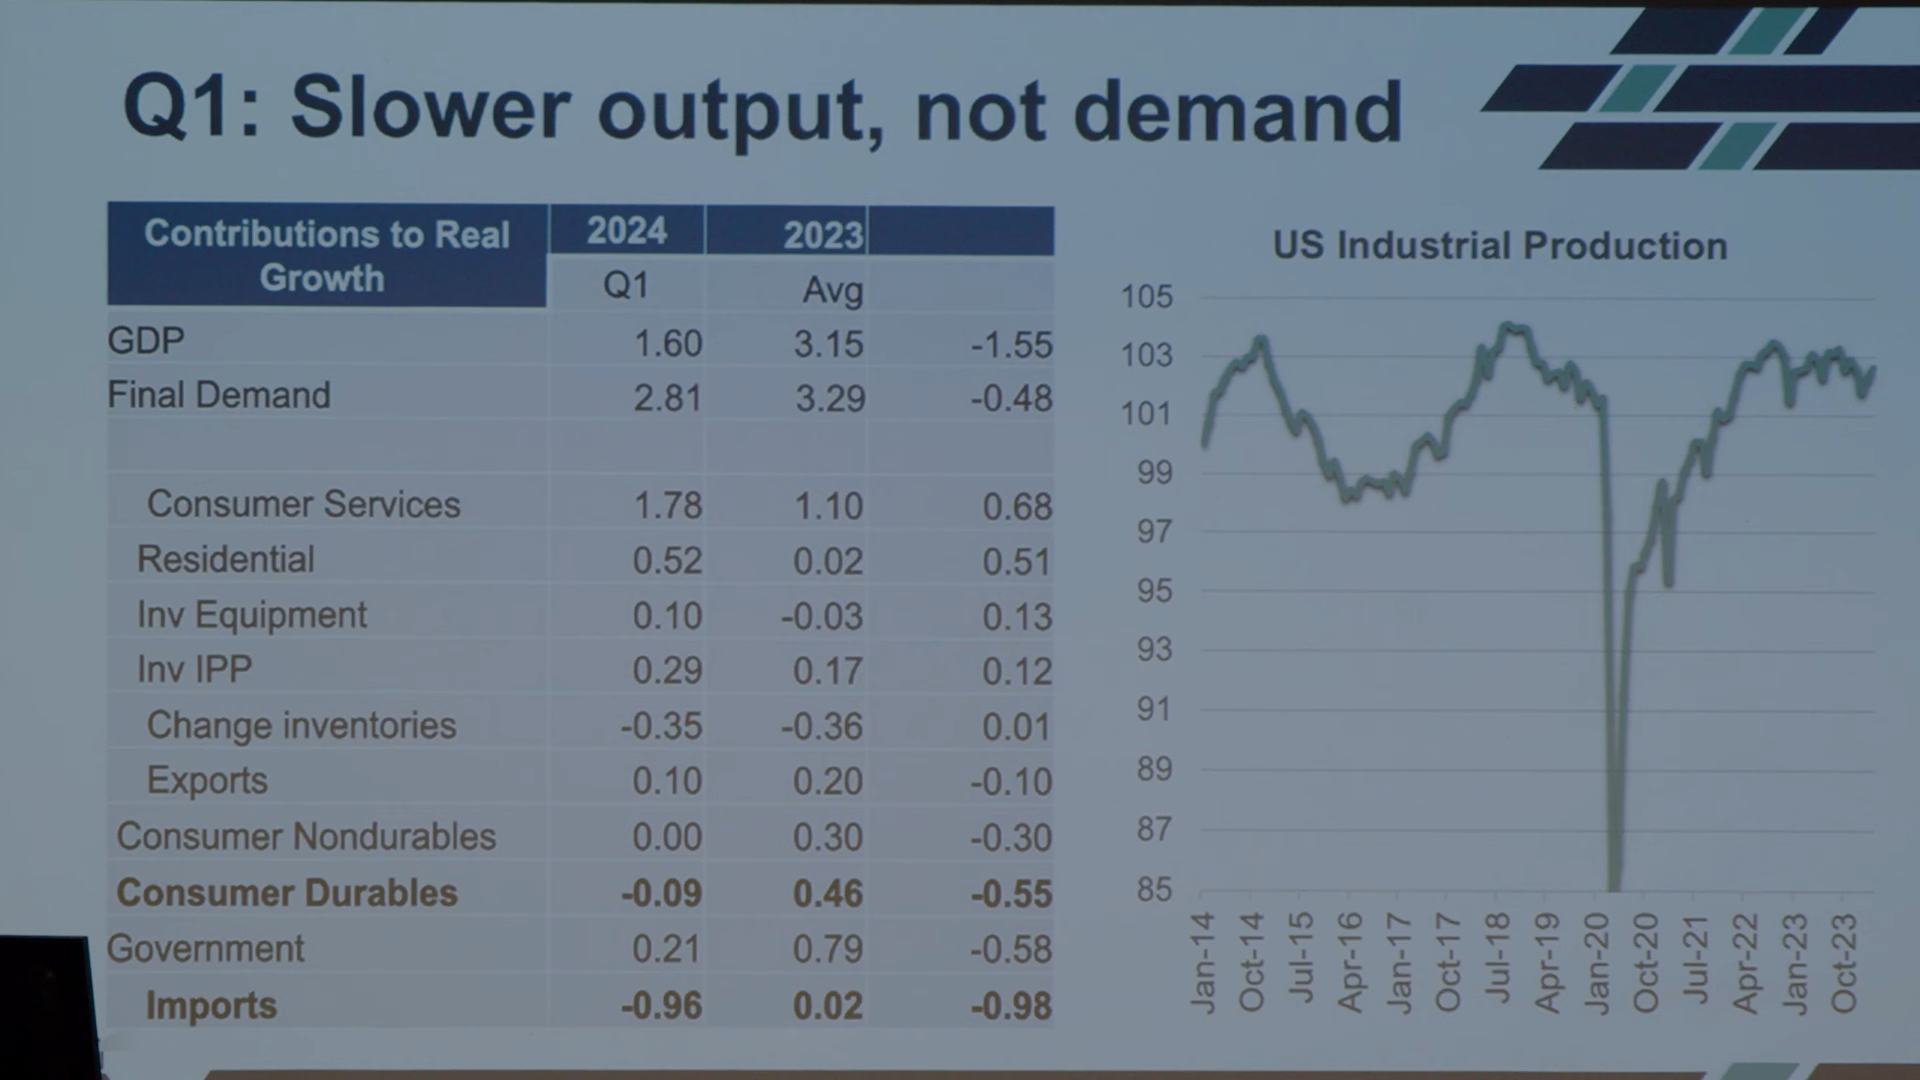 Q1: Slower output, not demand
Contributions to Real
Growth
2024
2023
Q1
Avg
GDP 1.60 3.15 -1.55
Final Demand 2.81 3.29 -0.48
Consumer Services 1.78 1.10 0.68
Residential 0.52 0.02 0.51
Inv Equipment 0.10 -0.03 0.13
Inv IPP 0.29 0.17 0.12
Change inventories -0.35 -0.36 0.01
Exports 0.10 0.20 -0.10
Consumer Nondurables 0.00 0.30 -0.30
Consumer Durables -0.09 0.46 -0.55
Government 0.21 0.79 -0.58
Imports -0.96 0.02 -0.98
US Industrial Production
105
103
101
99
97
95
93
91
89
87
85
Jan-14
Oct-14
Jul-15
Apr-16
Jan-17
Oct-17
Jul-18
Apr-19
Jan-20
Oct-20
Jul-21
Apr-22
Jan-23
Oct-23